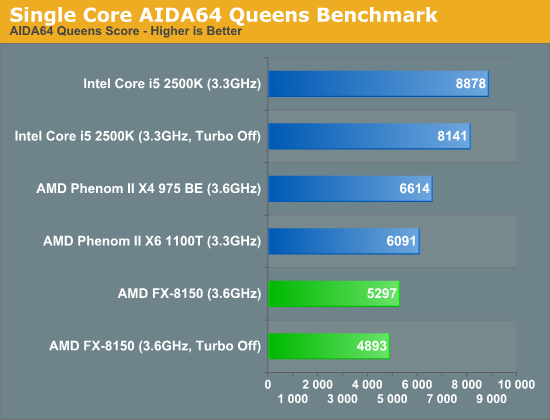 Single Core AIDA64 Queens Benchmark
AIDA64 Queens Score - Higher is Better
Intel Core i5 2500K (3.3GHz) 8878
Intel Core i5 2500K (3.3GHz, Turbo Off) 8141
AMD Phenom II X4 975 BE (3.6GHz) 6614
AMD Phenom II X6 1100T (3.3GHz) 6091
AMD FX-8150 (3.6GHz) 5297
AMD FX-8150 (3.6GHz, Turbo Off) 4893
0 2 000 4 000 6 000 8 000 10 000
1 000 3 000 5 000 7 000 9 000